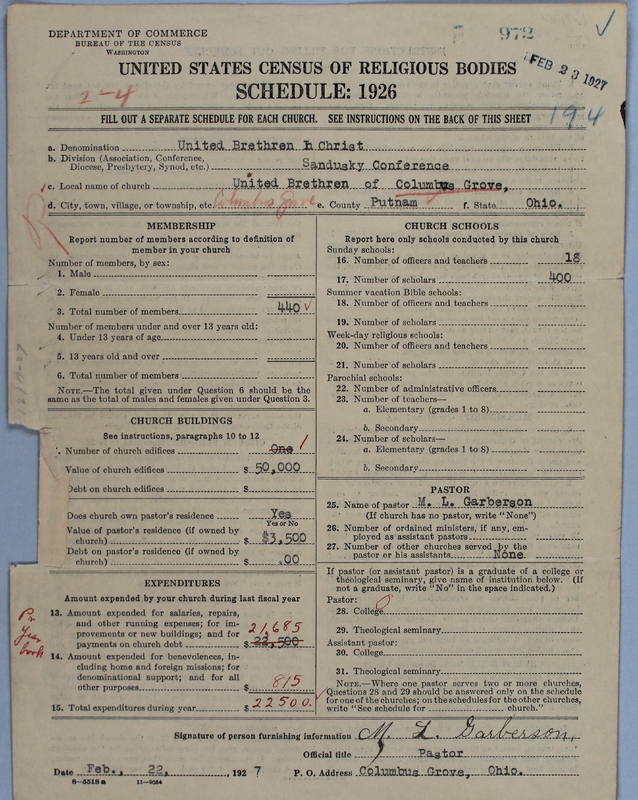 DEPARTMENT OF COMMERCE
BUREAU OF THE CENSUS
WASHINGTON
972
FEB 23 1927
UNITED STATES CENSUS OF RELIGIOUS BODIES
2-4
SCHEDULE: 1926
194
FILL OUT A SEPARATE SCHEDULE FOR EACH CHURCH. SEE INSTRUCTIONS ON THE BACK OF THIS SHEET
a. Denomination United Brethren In Christ
b. Division (Association, Conference,
Diocese, Presbytery, Synod, etc.) Sandusky Conference
c. Local name of church United Brethren of Columbus Grove,
d. City, town, village, or township, etc. Columbus Grove e. County Putnam f. State Ohio.
MEMBERSHIP
Report number of members according to definition of
member in your church
Number of members, by sex:
1. Male
2. Female
3. Total number of members 440
Number of members under and over 13 years old:
4. Under 13 years of age
5. 13 years old and over
6. Total number of members
NOTE.—The total given under Question 6 should be
same as the total of males and females given under Question 3.
CHURCH BUILDINGS
See instructions, paragraphs 10 to 12
Number of church edifices One 1
Value of church edifices $ 50,000
Debt on church edifices $
Does church own pastor's residence Yes
Yes or No
Value of pastor's residence (if owned by
church) $ $3,500
Debt on pastor's residence (if owned by
church) $ .00
EXPENDITURES
Amount expended by your church during last fiscal year
13. Amount expended for salaries, repairs,
and other running expenses; for im-
provements or new buildings; and for
payments on church debt $ 22,500 21,685
14. Amount expended for benevolences, in-
cluding home and foreign missions; for
denominational support; and for all
other purposes $ 815
15. Total expenditures during year $ 22500.
Pr
Year
book
CHURCH SCHOOLS
Report here only schools conducted by this church
Sunday schools:
16. Number of officers and teachers 18
17. Number of scholars 400
Summer vacation Bible schools:
18. Number of officers and teachers
19. Number of scholars
Week-day religious schools:
20. Number of officers and teachers
21. Number of scholars
Parochial schools:
22. Number of administrative officers
23. Number of teachers—
a. Elementary (grades 1 to 8)
b. Secondary
24. Number of scholars—
a. Elementary (grades 1 to 8)
b. Secondary
PASTOR
25. Name of pastor M. L. Garberson
(If church has no pastor, write "None")
26. Number of ordained ministers, if any, em-
ployed as assistant pastors
27. Number of other churches served by the
pastor or his assistants None
If pastor (or assistant pastor) is a graduate of a college or
theological seminary, give name of institution below. (If
not a graduate, write "No" in the space indicated.)
Pastor:
28. College
29. Theological seminary
Assistant pastor:
30. College
31. Theological seminary
NOTE.—Where one pastor serves two or more churches,
Questions 28 and 29 should be answered only on the schedule
for one of the churches; on the schedules for the other churches,
write "See schedule for church."
Signature of person furnishing information M. L. Garberson,
Official title Pastor
Date Feb., 22, 1927 P. O. Address Columbus Grove, Ohio.
8—5518a 11—9684